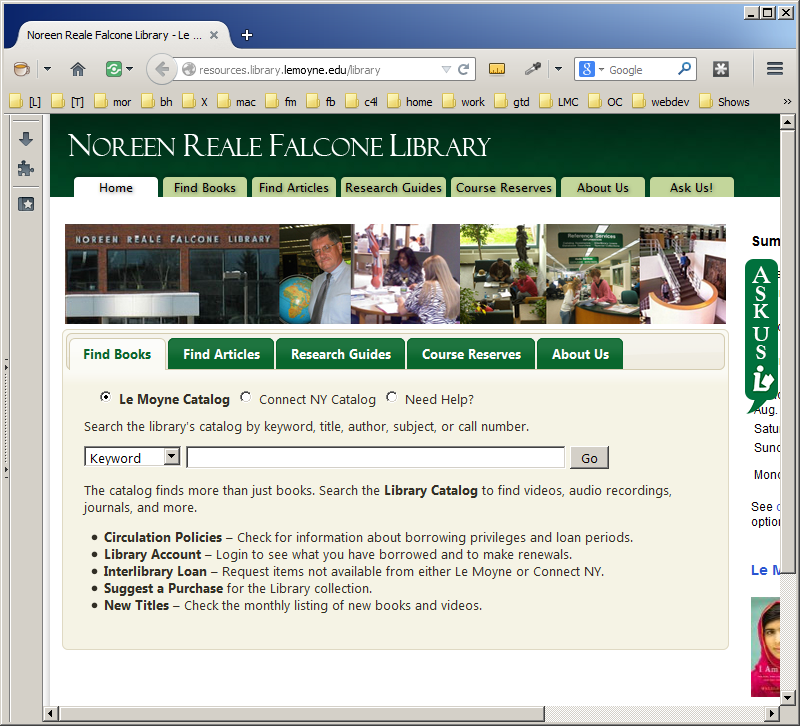 Noreen Reale Falcone Library - Le ...
resources.library.lemoyne.edu/library
8
Google
[L] [T] mor bh X mac fm fb c4l home work gtd LMC OC webdev Shows
NOREEN REALE FALCONE LIBRARY
Home Find Books Find Articles Research Guides Course Reserves About Us Ask Us!
NOREEN REALE FALCONE LIBRARY
Reference Services
Sum
ASK US
Find Books Find Articles Research Guides Course Reserves About Us
Le Moyne Catalog Connect NY Catalog Need Help?
Aug.
Search the library's catalog by keyword, title, author, subject, or call number.
Satu
Sund
Keyword Go
Mond
The catalog finds more than just books. Search the Library Catalog to find videos, audio recordings,
journals, and more.
See c
option
• Circulation Policies – Check for information about borrowing privileges and loan periods.
• Library Account – Login to see what you have borrowed and to make renewals.
• Interlibrary Loan – Request items not available from either Le Moyne or Connect NY.
• Suggest a Purchase for the Library collection.
• New Titles – Check the monthly listing of new books and videos.
Le M
I Am